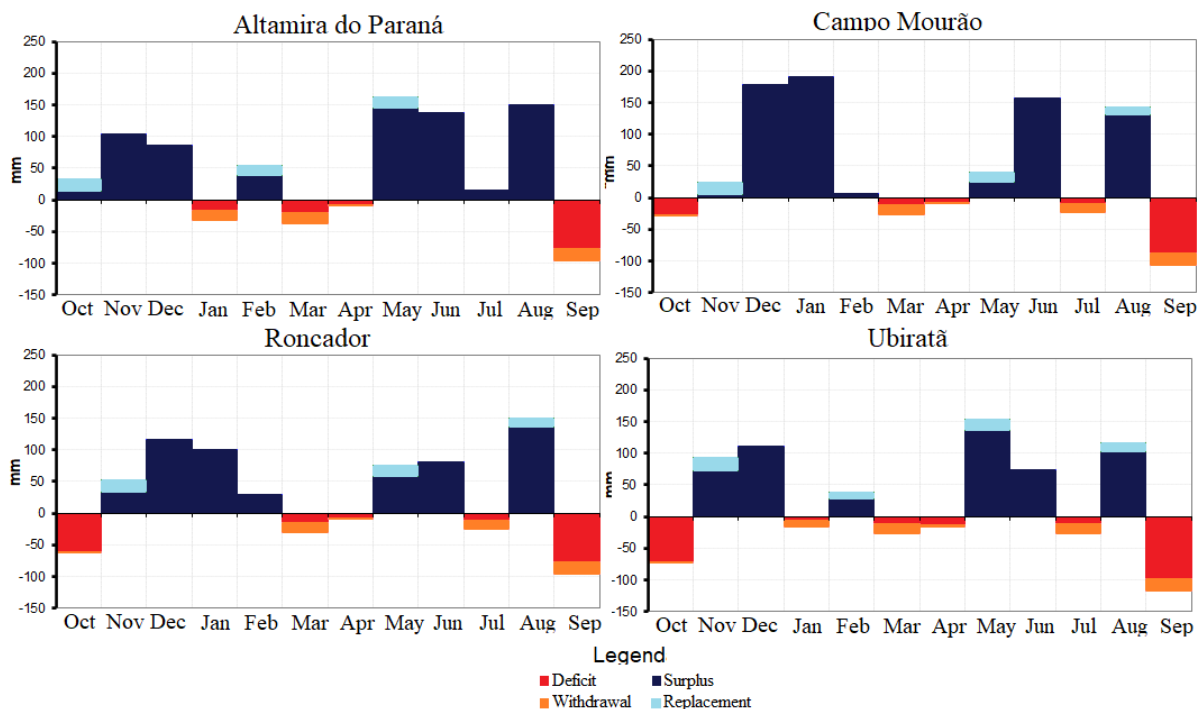 Altamira do Paraná
250
200
150
100
50
0
-50
-100
-150
mm
Oct Nov Dec Jan Feb Mar Apr May Jun Jul Aug Sep
Campo Mourão
250
200
150
100
50
0
-50
-100
-150
mm
Oct Nov Dec Jan Feb Mar Apr May Jun Jul Aug Sep
Roncador
250
200
150
100
50
0
-50
-100
-150
mm
Oct Nov Dec Jan Feb Mar Apr May Jun Jul Aug Sep
Ubiratã
250
200
150
100
50
0
-50
-100
-150
mm
Oct Nov Dec Jan Feb Mar Apr May Jun Jul Aug Sep
Legend
Deficit Surplus
Withdrawal Replacement